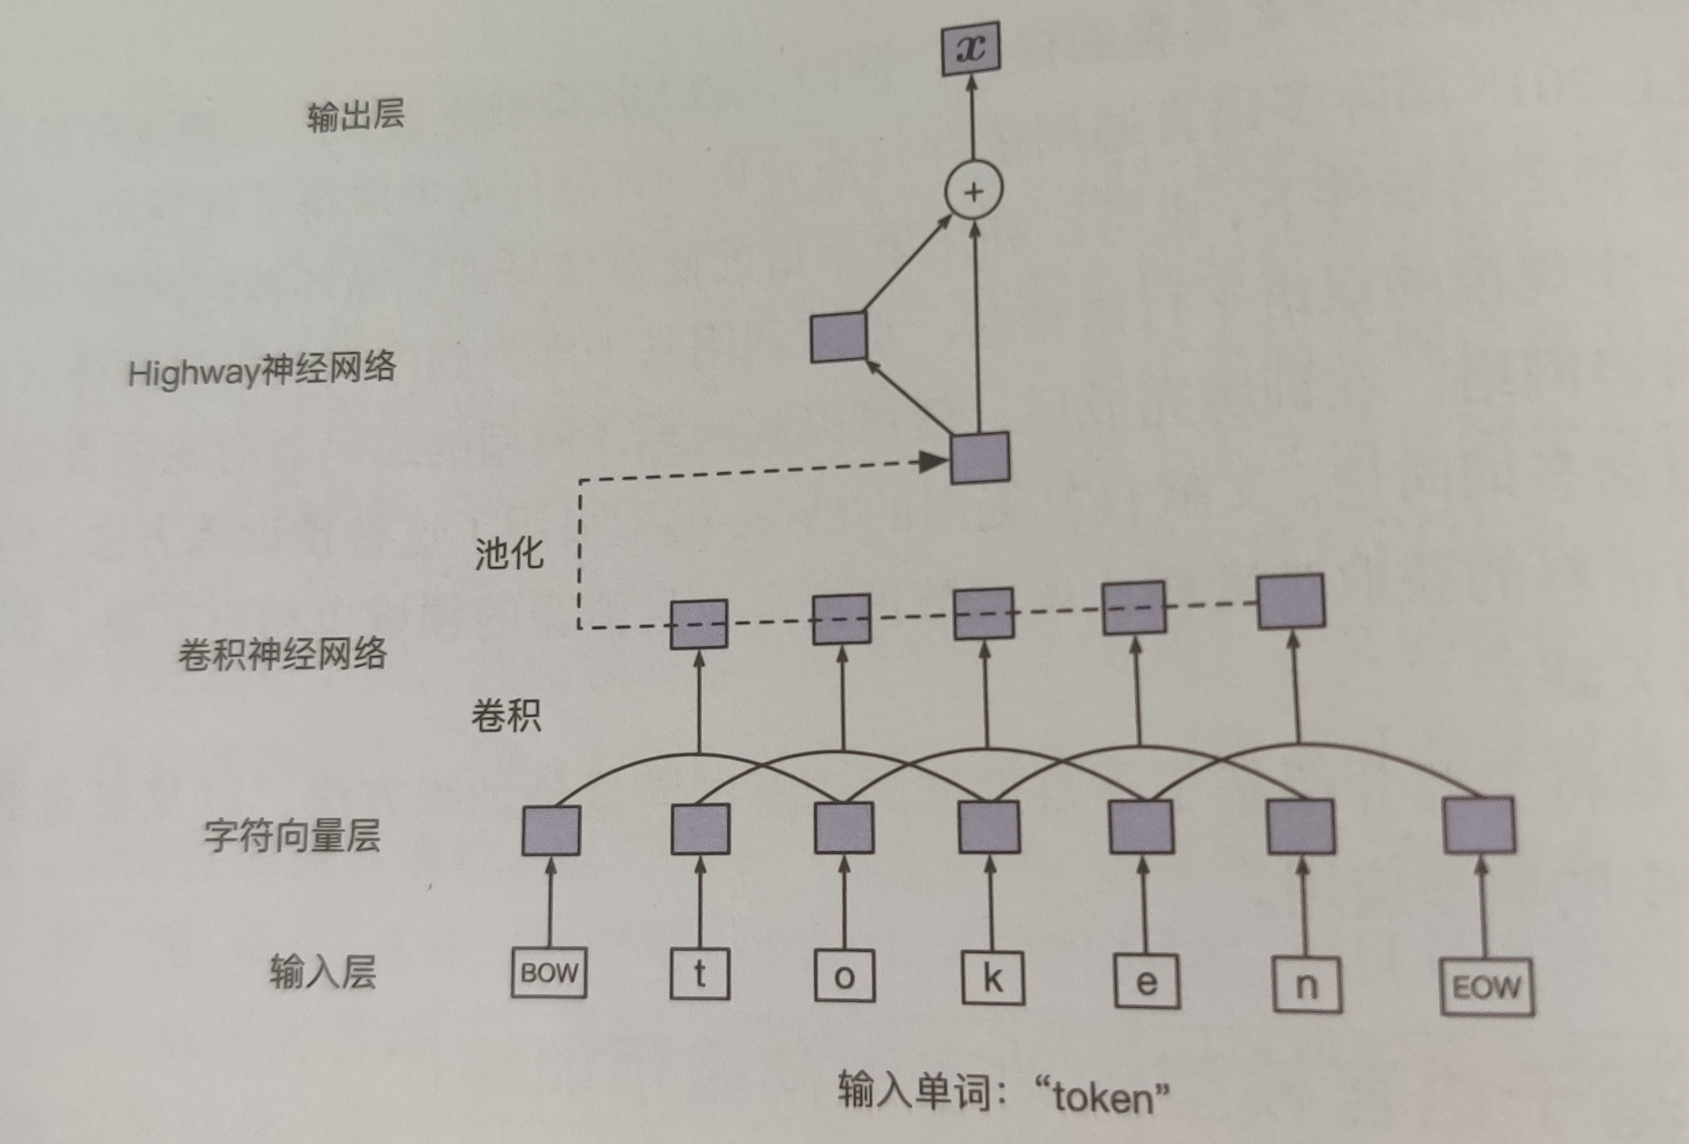 x
输出层
+
Highway神经网络
池化
卷积神经网络
卷积
字符向量层
输入层 BOW t o k e n EOW
输入单词：“token”